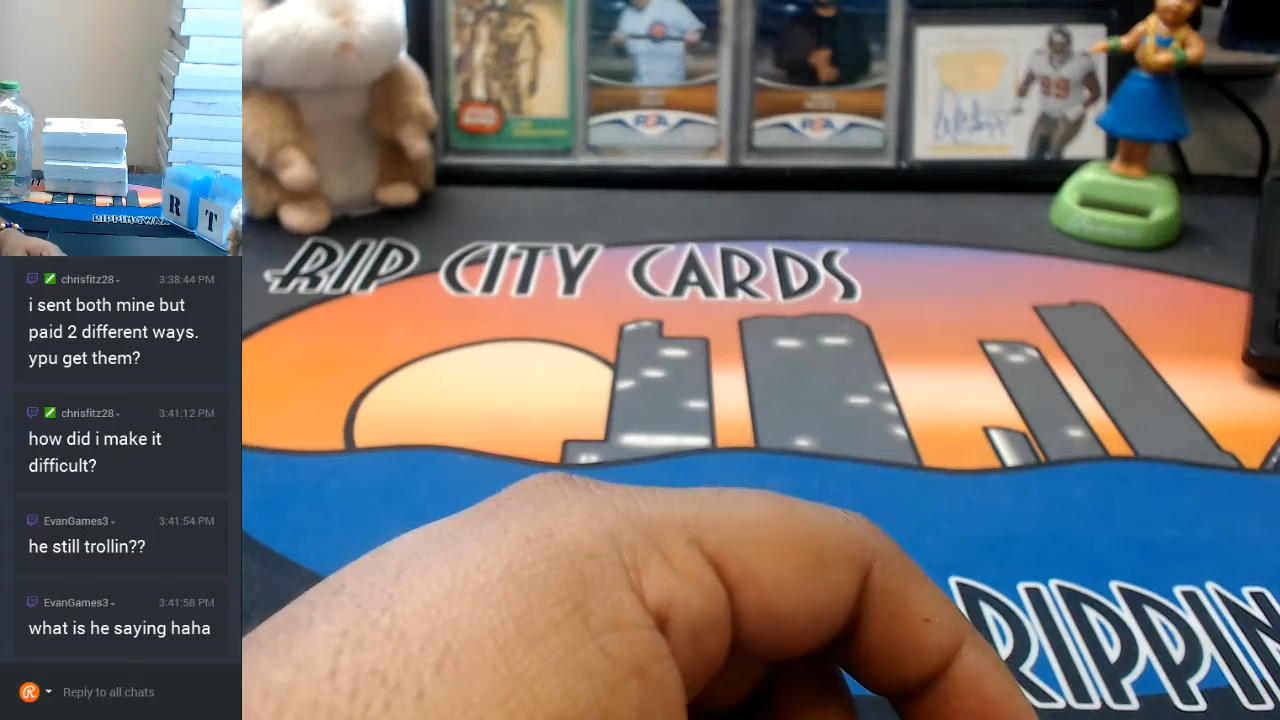 R T
RIPPINGWAX
chrisfitz28
3:38:44 PM
i sent both mine but
paid 2 different ways.
ypu get them?
chrisfitz28
3:41:12 PM
how did i make it
difficult?
EvanGames3
3:41:54 PM
he still trollin??
EvanGames3
3:41:58 PM
what is he saying haha
Reply to all chats
99
RIP CITY CARDS
RIPPIN